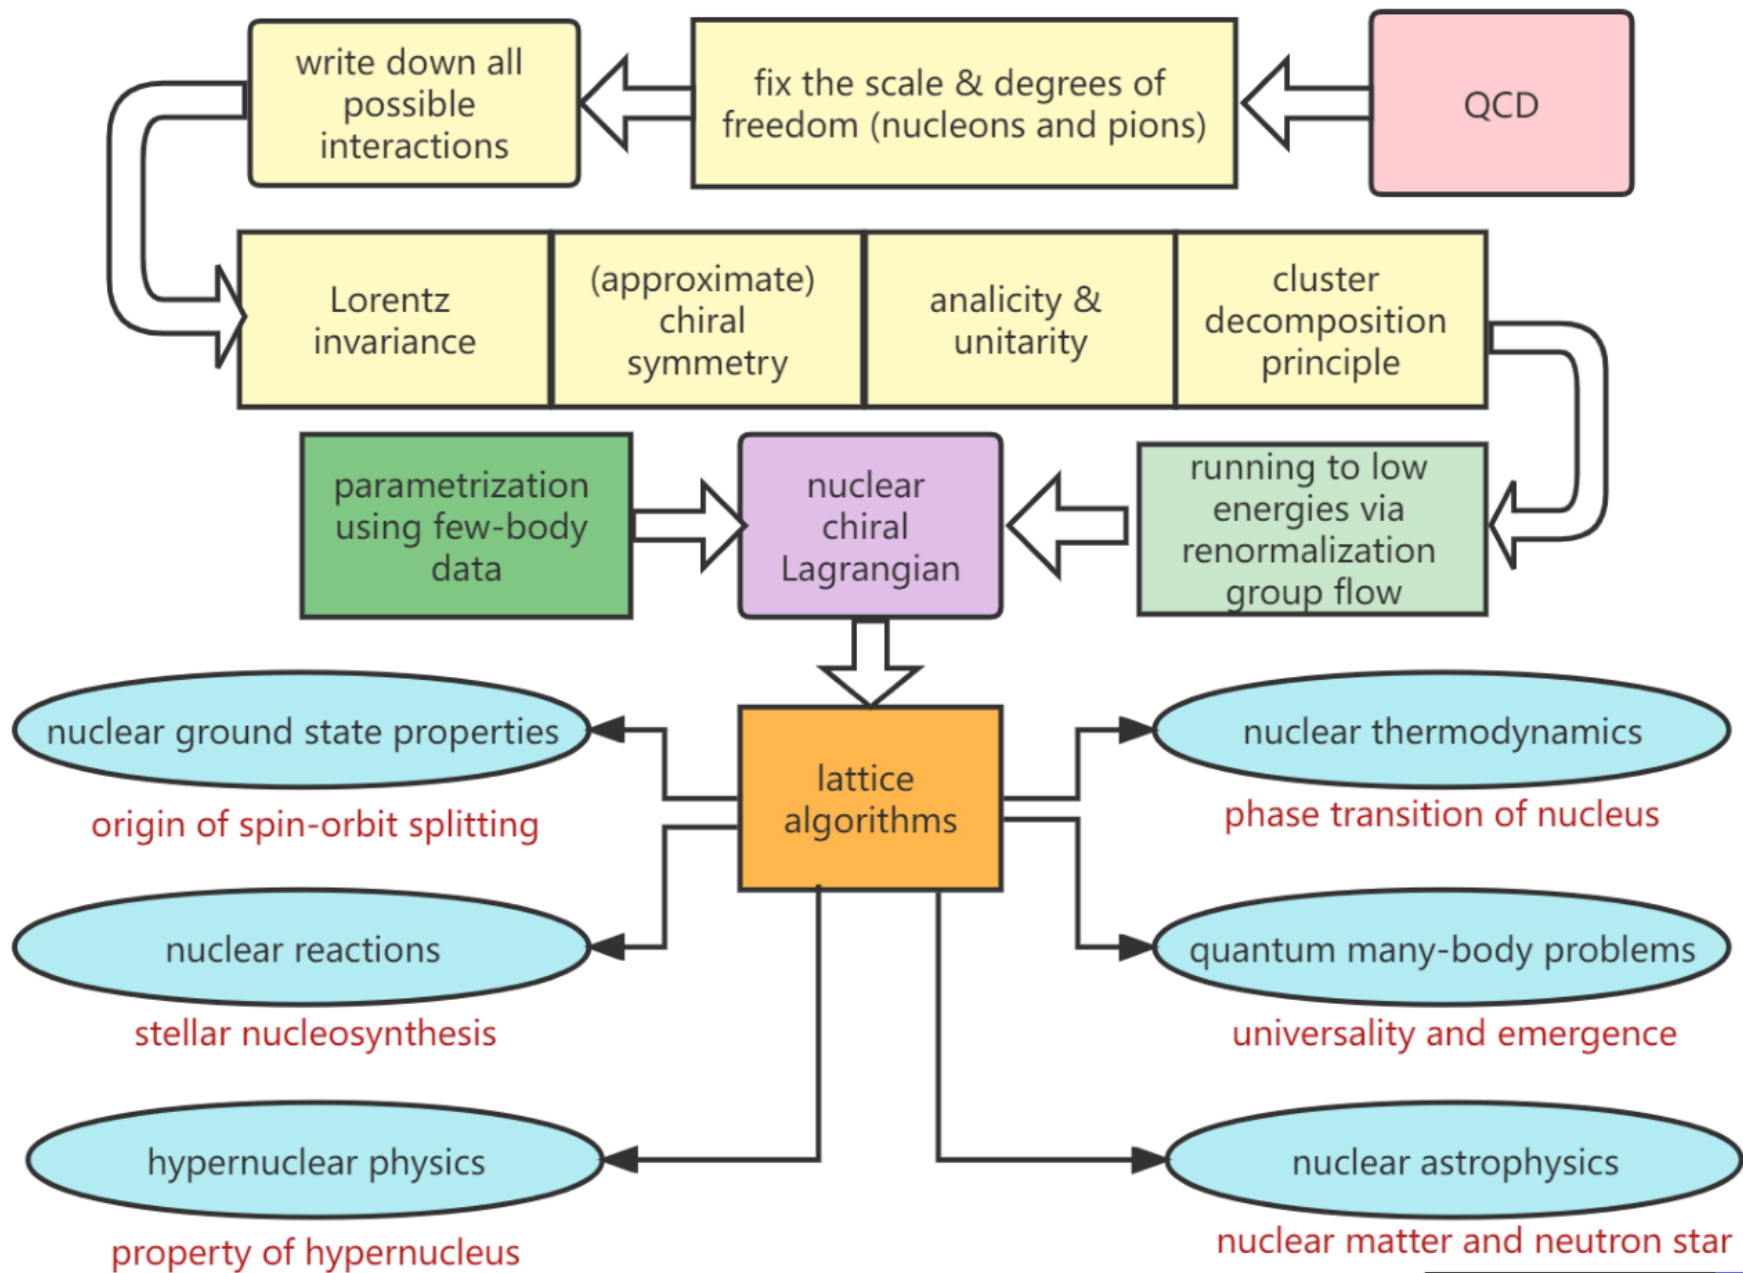 write down all
possible
interactions
fix the scale & degrees of
freedom (nucleons and pions)
QCD
Lorentz
invariance
(approximate)
chiral
symmetry
analicity &
unitarity
cluster
decomposition
principle
parametrization
using few-body
data
nuclear
chiral
Lagrangian
running to low
energies via
renormalization
group flow
nuclear ground state properties
origin of spin-orbit splitting
lattice
algorithms
nuclear thermodynamics
phase transition of nucleus
nuclear reactions
stellar nucleosynthesis
quantum many-body problems
universality and emergence
hypernuclear physics
property of hypernucleus
nuclear astrophysics
nuclear matter and neutron star